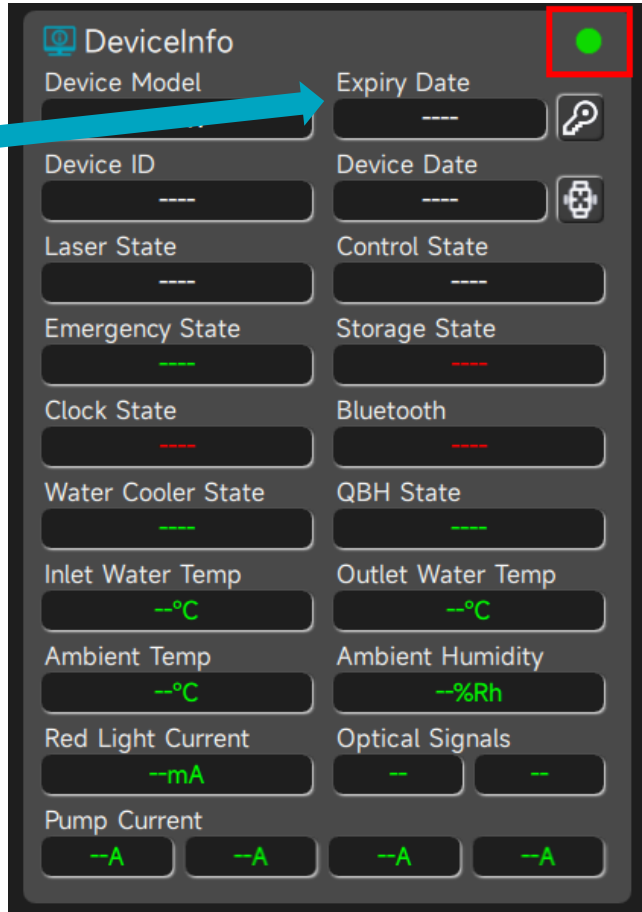 DeviceInfo
Device Model Expiry Date
----
Device ID Device Date
---- ----
Laser State Control State
---- ----
Emergency State Storage State
---- ----
Clock State Bluetooth
---- ----
Water Cooler State QBH State
---- ----
Inlet Water Temp Outlet Water Temp
--°C --°C
Ambient Temp Ambient Humidity
--°C --%Rh
Red Light Current Optical Signals
--mA -- --
Pump Current
--A --A --A --A